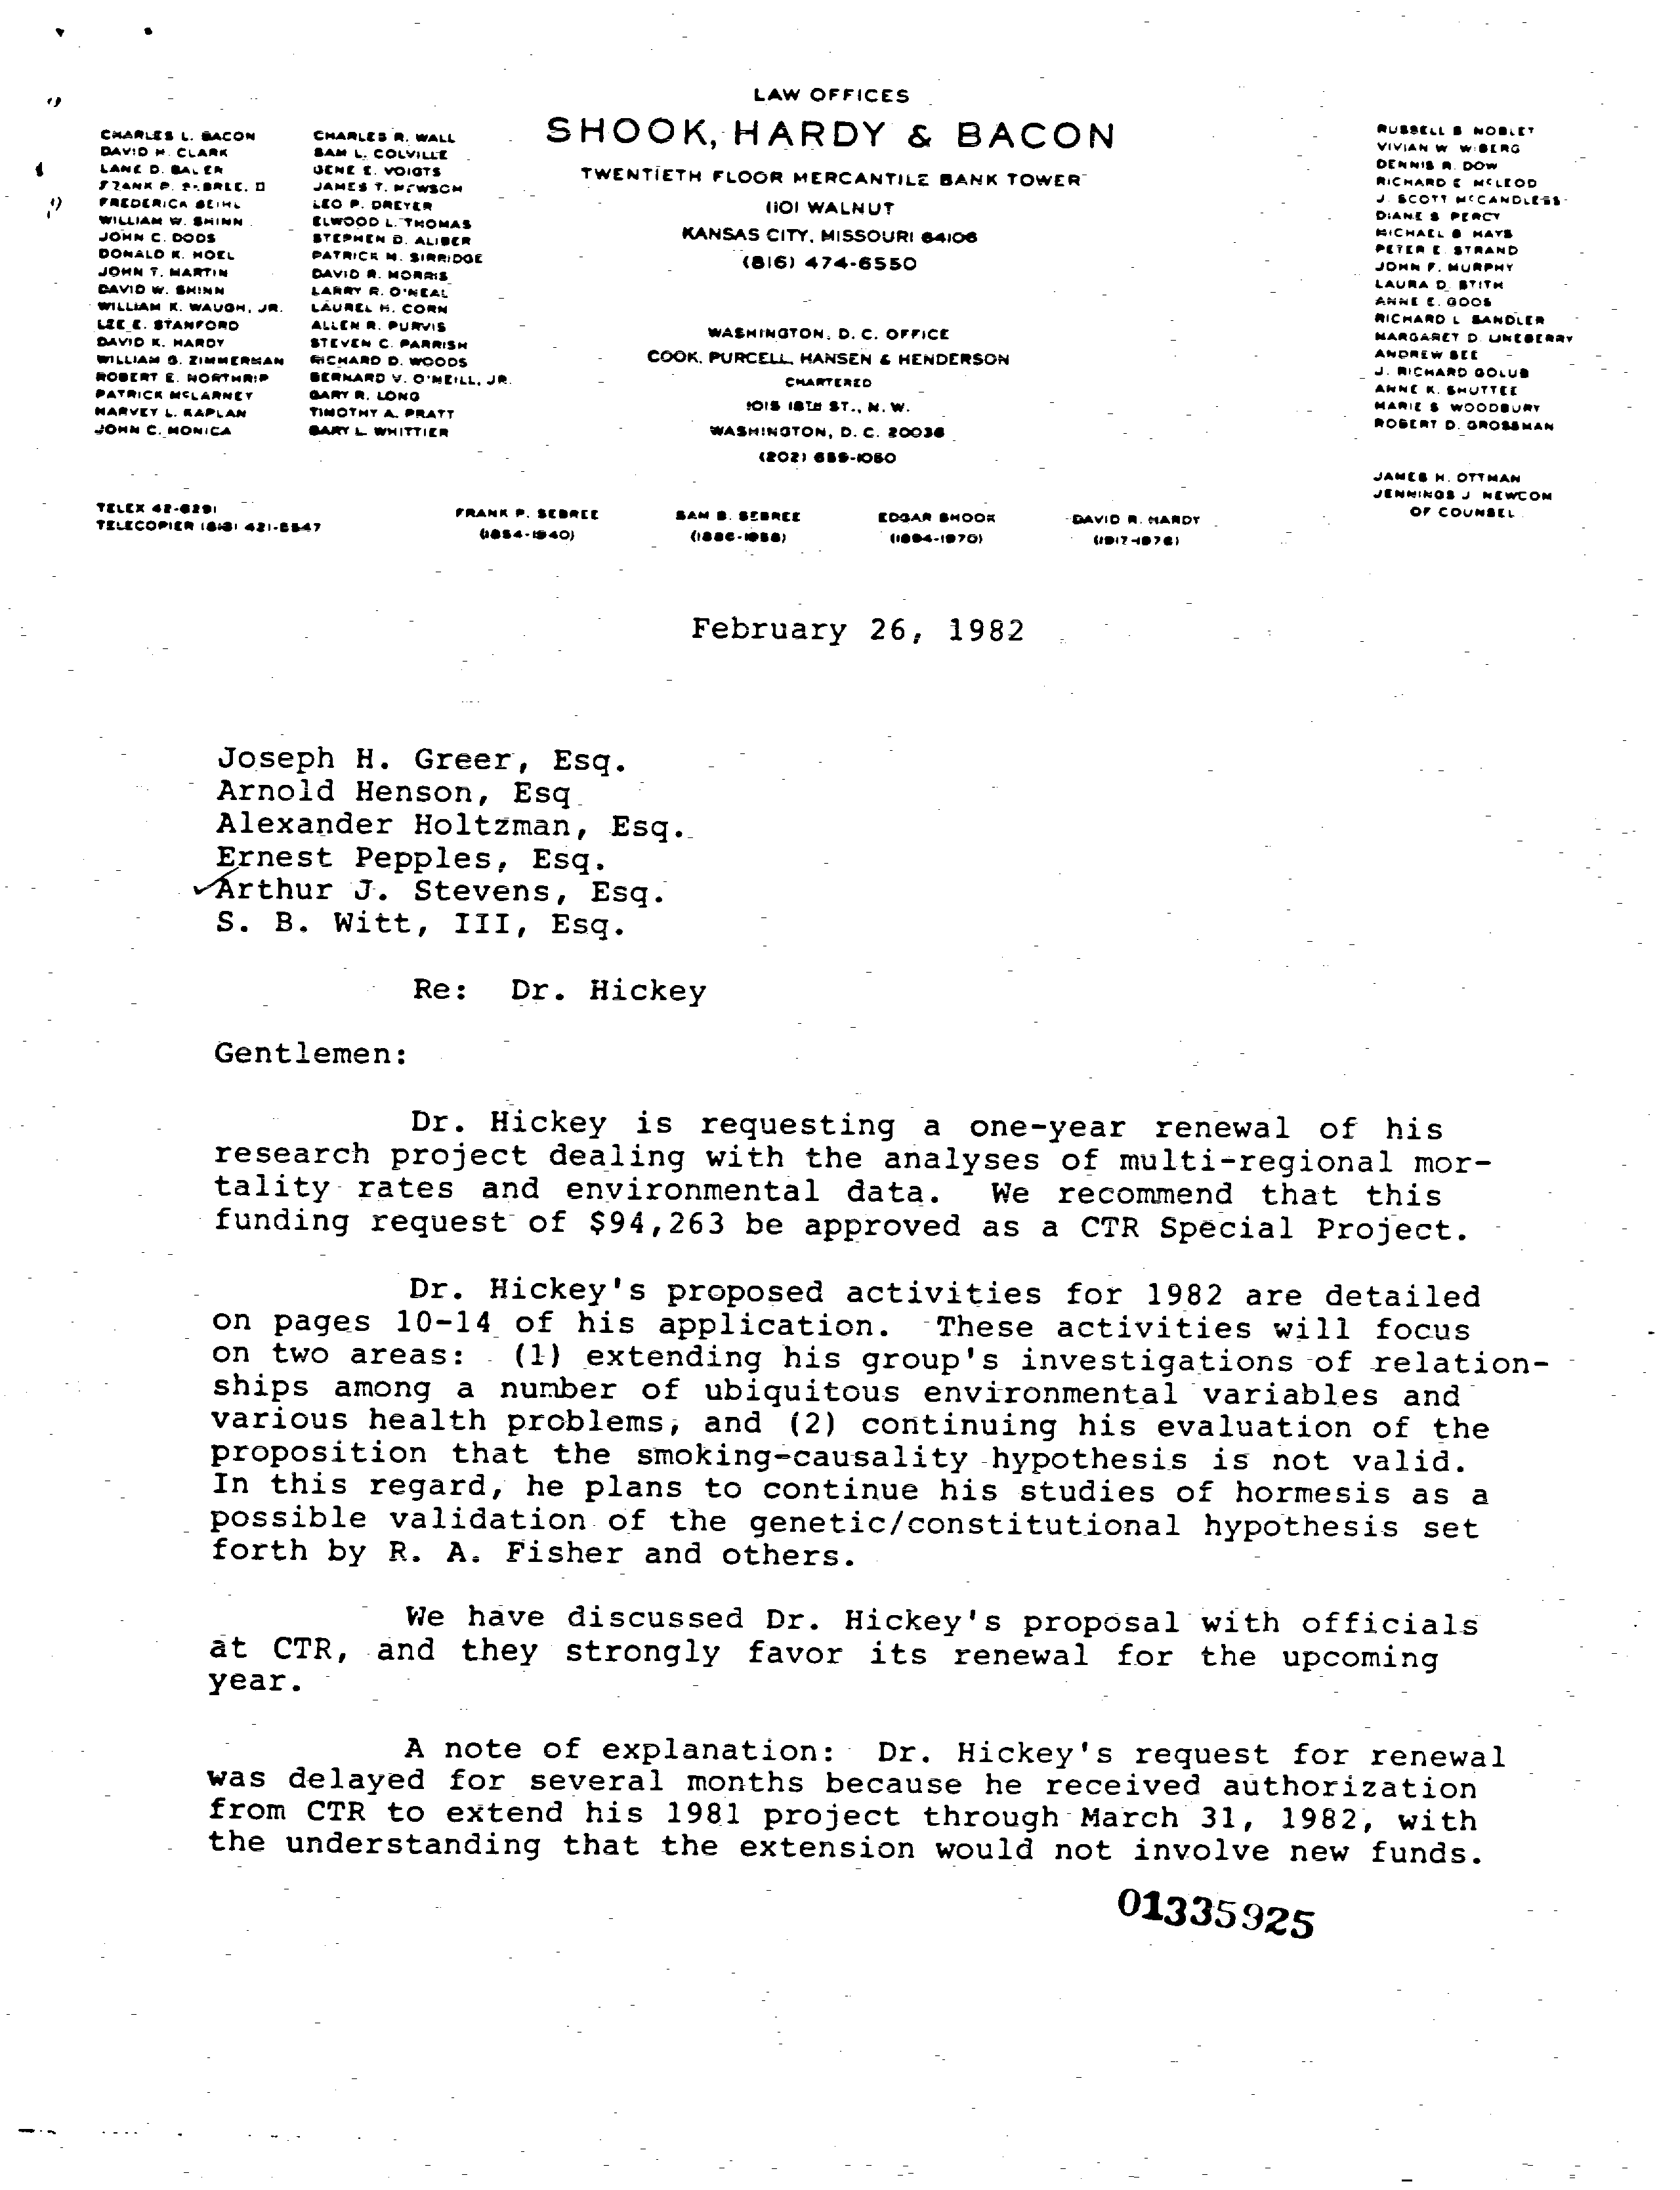 LAW OFFICES
SHOOK, HARDY & BACON
TWENTIETH FLOOR MERCANTILE BANK TOWER
1101 WALNUT
KANSAS CITY, MISSOURI 64106
(816) 474-6550
WASHINGTON, D. C. OFFICE
COOK, PURCELL, HANSEN & HENDERSON
CHARTERED
1015 18TH ST., N. W.
WASHINGTON, D. C. 20036
(202) 659-1050
CHARLES L. BACON
DAVID M. CLARK
LANE D. BAUER
FRANK P. SEBREE, II
FREDERICK BEIHL
WILLIAM W. SHINN
JOHN C. DODS
DONALD K. HOEL
JOHN T. MARTIN
DAVID W. SHINN
WILLIAM K. WAUGH, JR.
LEE E. STANFORD
DAVID K. HARDY
WILLIAM G. ZIMMERMAN
ROBERT E. NORTHRIP
PATRICK McLARNEY
HARVEY L. KAPLAN
JOHN C. MONICA
CHARLES R. WALL
SAM L. COLVILLE
GENE E. VOIGTS
JAMES T. NEWSOM
LEO P. DREYER
ELWOOD L. THOMAS
STEPHEN D. ALIBER
PATRICK M. SIRRIDGE
DAVID R. MORRIS
LARRY R. O'NEAL
LAUREL H. CORN
ALLEN R. PURVIS
STEVEN C. PARRISH
RICHARD D. WOODS
BERNARD V. O'NEILL, JR.
GARY R. LONG
TIMOTHY A. PRATT
GARY L. WHITTIER
RUSSELL B NOBLET
VIVIAN W WIBERG
DENNIS R. DOW
RICHARD E McLEOD
J. SCOTT McCANDLESS
DIANE S PERCY
MICHAEL B HAYS
PETER E. STRAND
JOHN F. MURPHY
LAURA D. STITH
ANNE E. GOOS
RICHARD L SANDLER
MARGARET D. LINEBERRY
ANDREW SEE
J. RICHARD GOLUB
ANNE K. SHUTTEE
MARIE S WOODBURY
ROBERT D. GROSSMAN
JAMES H. OTTMAN
JENNINGS J NEWCOM
OF COUNSEL
TELEX 42-6291
TELECOPIER (816) 421-5547
FRANK P. SEBREE
(1854-1940)
SAM B. SEBREE
EDGAR SHOOK
(1894-1970)
DAVID R. HARDY
(1917-1976)
February 26, 1982
Joseph H. Greer, Esq.
Arnold Henson, Esq.
Alexander Holtzman, Esq.
Ernest Pepples, Esq.
✓Arthur J. Stevens, Esq.
S. B. Witt, III, Esq.
Re: Dr. Hickey
Gentlemen:
Dr. Hickey is requesting a one-year renewal of his
research project dealing with the analyses of multi-regional mor-
tality rates and environmental data. We recommend that this
funding request of $94,263 be approved as a CTR Special Project.
Dr. Hickey's proposed activities for 1982 are detailed
on pages 10-14 of his application. These activities will focus
on two areas: (1) extending his group's investigations of relation-
ships among a number of ubiquitous environmental variables and
various health problems, and (2) continuing his evaluation of the
proposition that the smoking-causality hypothesis is not valid.
In this regard, he plans to continue his studies of hormesis as a
possible validation of the genetic/constitutional hypothesis set
forth by R. A. Fisher and others.
We have discussed Dr. Hickey's proposal with officials
at CTR, and they strongly favor its renewal for the upcoming
year.
A note of explanation: Dr. Hickey's request for renewal
was delayed for several months because he received authorization
from CTR to extend his 1981 project through March 31, 1982, with
the understanding that the extension would not involve new funds.
01335925